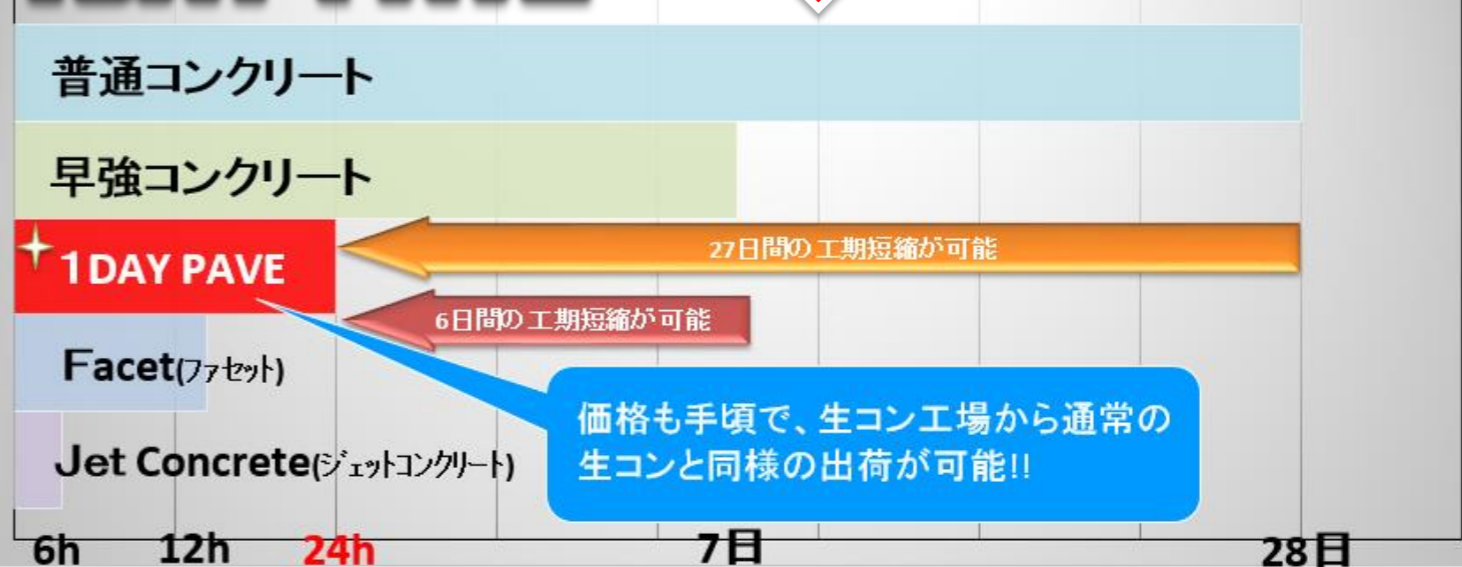 普通コンクリート
早強コンクリート
1DAY PAVE
27日間の工期短縮が可能
6日間の工期短縮が可能
Facet(ファセット)
価格も手頃で、生コン工場から通常の
生コンと同様の出荷が可能!!
Jet Concrete(ジェットコンクリート)
6h 12h 24h 7日 28日